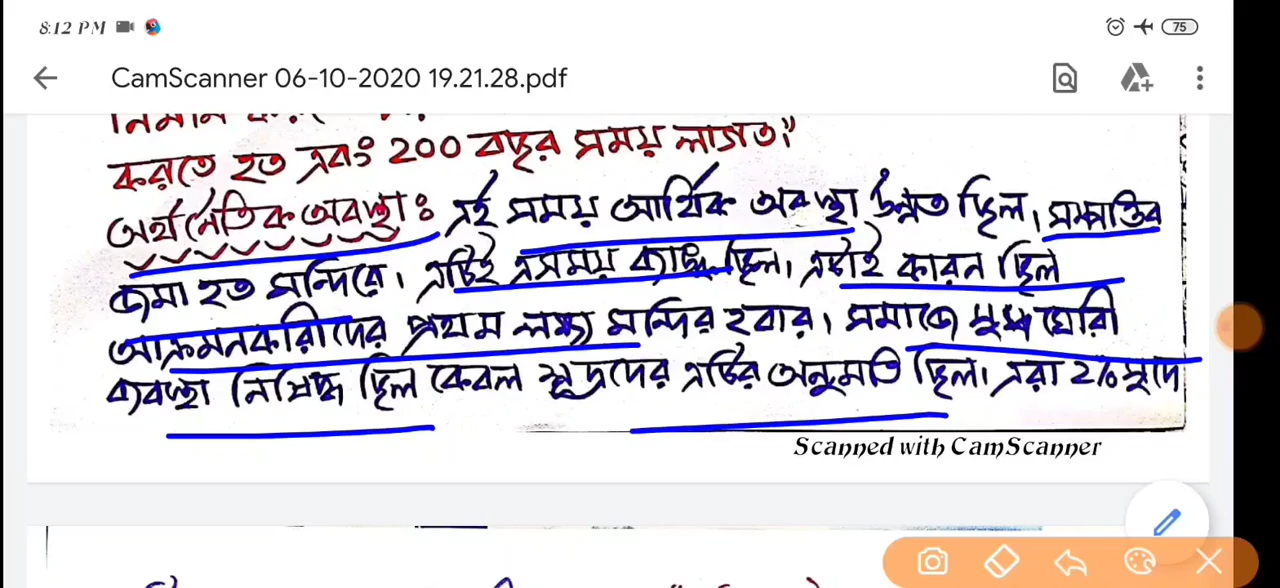 8:12 PM
75
CamScanner 06-10-2020 19.21.28.pdf
করতে হত এবং 200 বছর সময় লাগত?
অর্থনৈতিক অবস্থাঃ এই সময় আর্থিক অবস্থা উন্নত ছিল। সম্পত্তির
জমা হত মন্দিরে। এটিই এসময় ব্যাঙ্ক ছিল। এটাই কারন ছিল
আক্রমনকারীদের প্রথম লক্ষ্য মন্দির হবার। সমাজে
ব্যবস্থা নিষিদ্ধ ছিল কেবল শূদ্রদের এটির অনুমতি ছিল। এরা 2% সুদে
Scanned with CamScanner